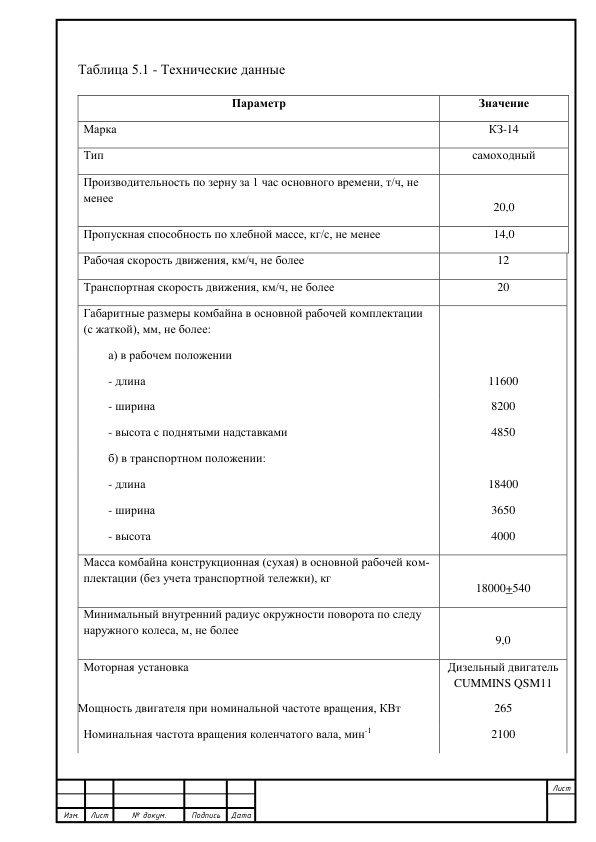 Таблица 5.1 - Технические данные
Параметр Значение
Марка КЗ-14
Тип самоходный
Производительность по зерну за 1 час основного времени, т/ч, не
менее
20,0
Пропускная способность по хлебной массе, кг/с, не менее 14,0
Рабочая скорость движения, км/ч, не более 12
Транспортная скорость движения, км/ч, не более 20
Габаритные размеры комбайна в основной рабочей комплектации
(с жаткой), мм, не более:
а) в рабочем положении
- длина 11600
- ширина 8200
- высота с поднятыми надставками 4850
б) в транспортном положении:
- длина 18400
- ширина 3650
- высота 4000
Масса комбайна конструкционная (сухая) в основной рабочей ком-
плектации (без учета транспортной тележки), кг
18000±540
Минимальный внутренний радиус окружности поворота по следу
наружного колеса, м, не более
9,0
Моторная установка Дизельный двигатель
CUMMINS QSM11
Мощность двигателя при номинальной частоте вращения, КВт 265
Номинальная частота вращения коленчатого вала, мин⁻¹ 2100
Лист
Изм. Лист № докум. Подпись Дата